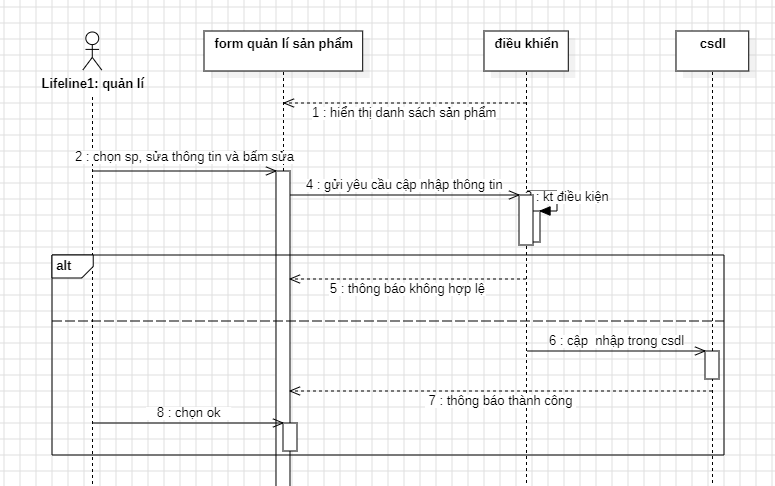 form quản lí sản phẩm
điều khiển
csdl
Lifeline1: quản lí
1 : hiển thị danh sách sản phẩm
2 : chọn sp, sửa thông tin và bấm sửa
4 : gửi yêu cầu cập nhập thông tin
: kt điều kiện
alt
5 : thông báo không hợp lệ
6 : cập nhập trong csdl
7 : thông báo thành công
8 : chọn ok